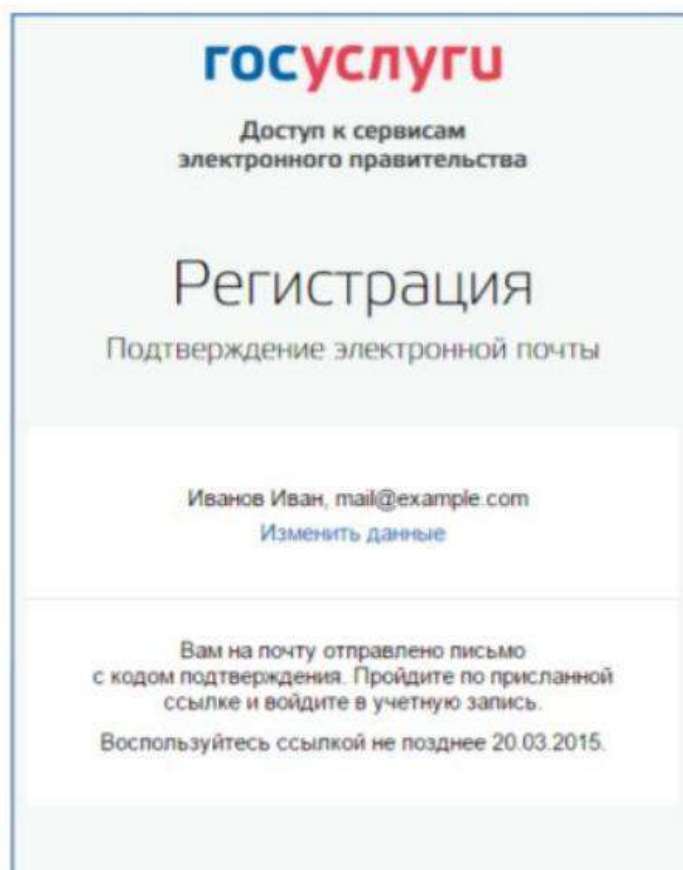 госуслуги
Доступ к сервисам
электронного правительства
Регистрация
Подтверждение электронной почты
Иванов Иван, mail@example.com
Изменить данные
Вам на почту отправлено письмо
с кодом подтверждения. Пройдите по присланной
ссылке и войдите в учетную запись.
Воспользуйтесь ссылкой не позднее 20.03.2015.